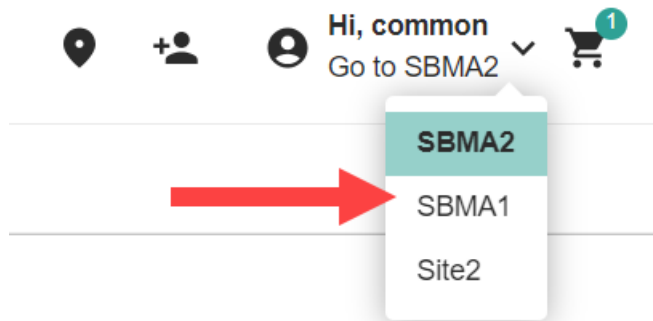 Hi, common
Go to SBMA2
1
SBMA2
SBMA1
Site2